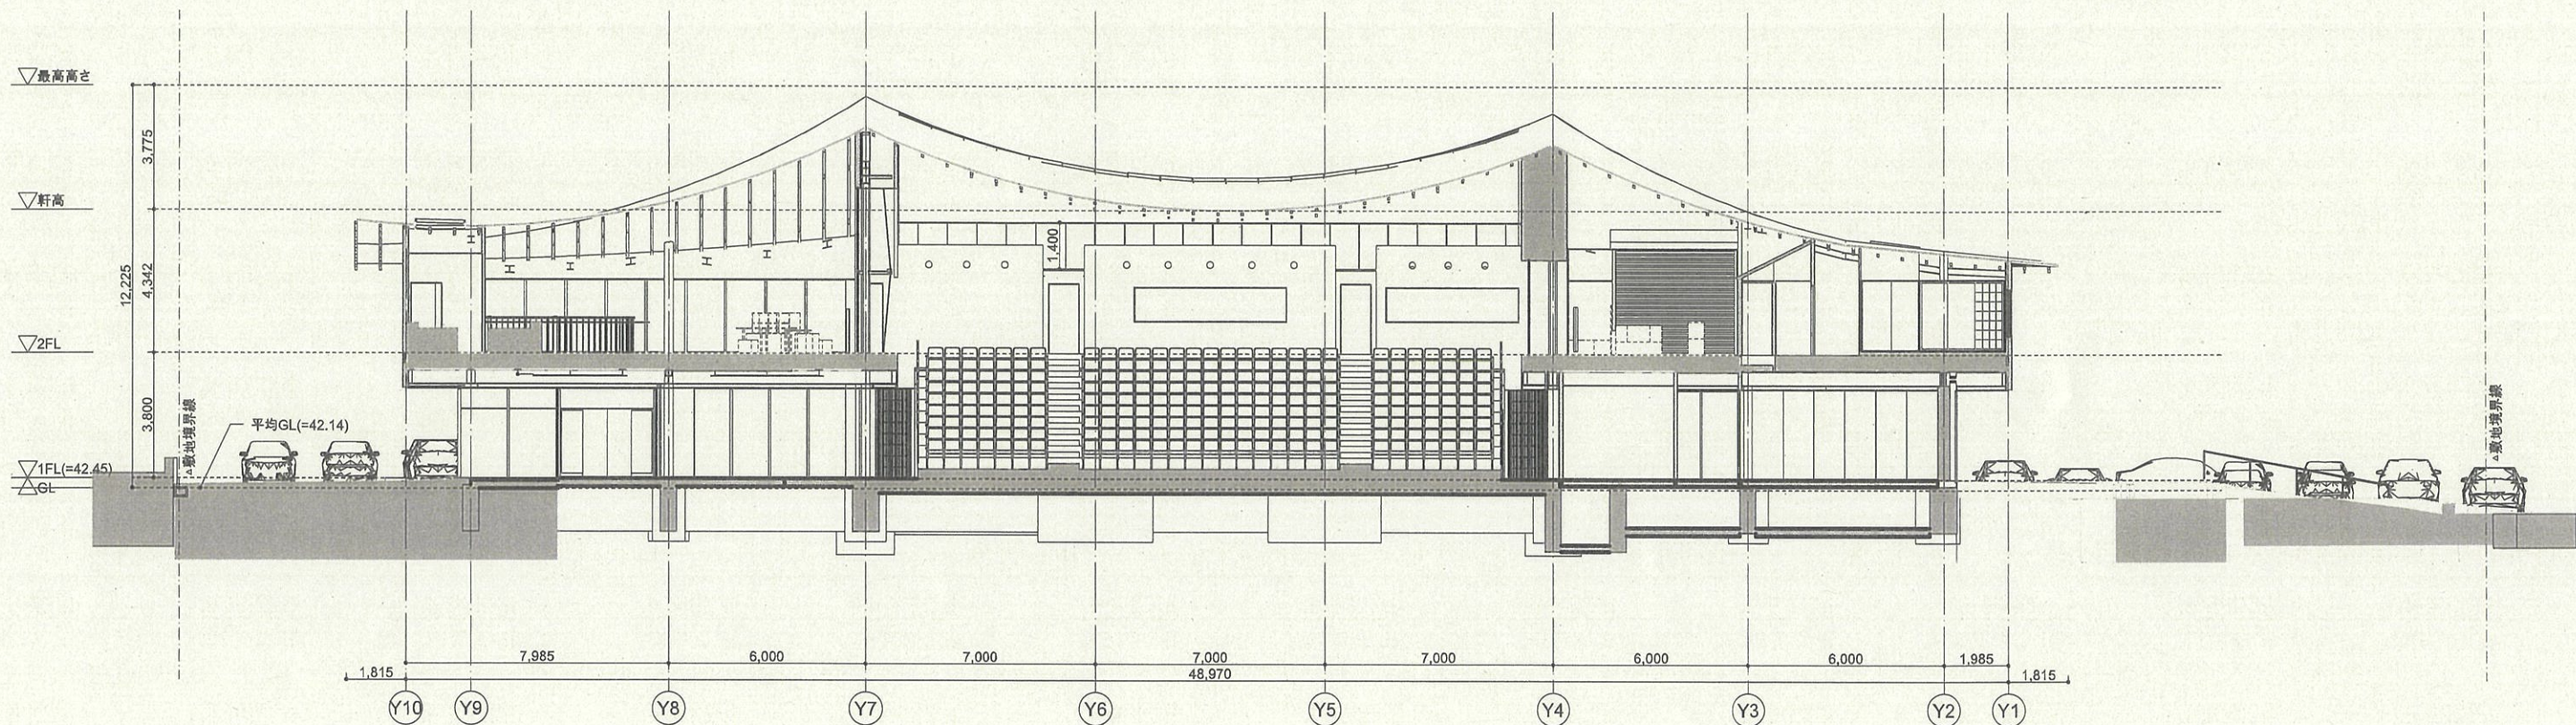 最高高さ
3,775
軒高
12,225
4,342
1,400
2FL
3,800
△敷地境界線
平均GL(=42.14)
△敷地境界線
1FL(=42.45)
GL
7,985
6,000
7,000
7,000
7,000
6,000
6,000
1,985
1,815
48,970
1,815
Y10
Y9
Y8
Y7
Y6
Y5
Y4
Y3
Y2
Y1